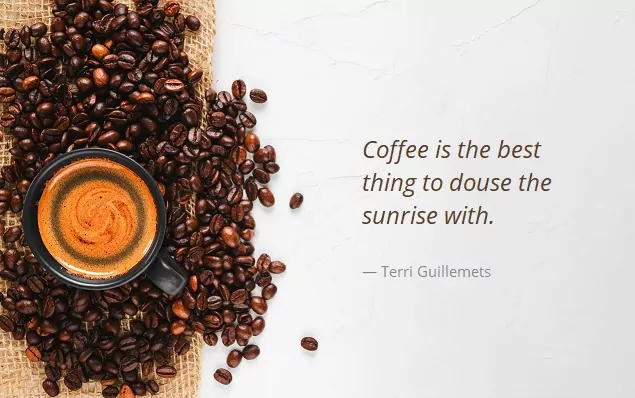 Coffee is the best
thing to douse the
sunrise with.
— Terri Guillemets